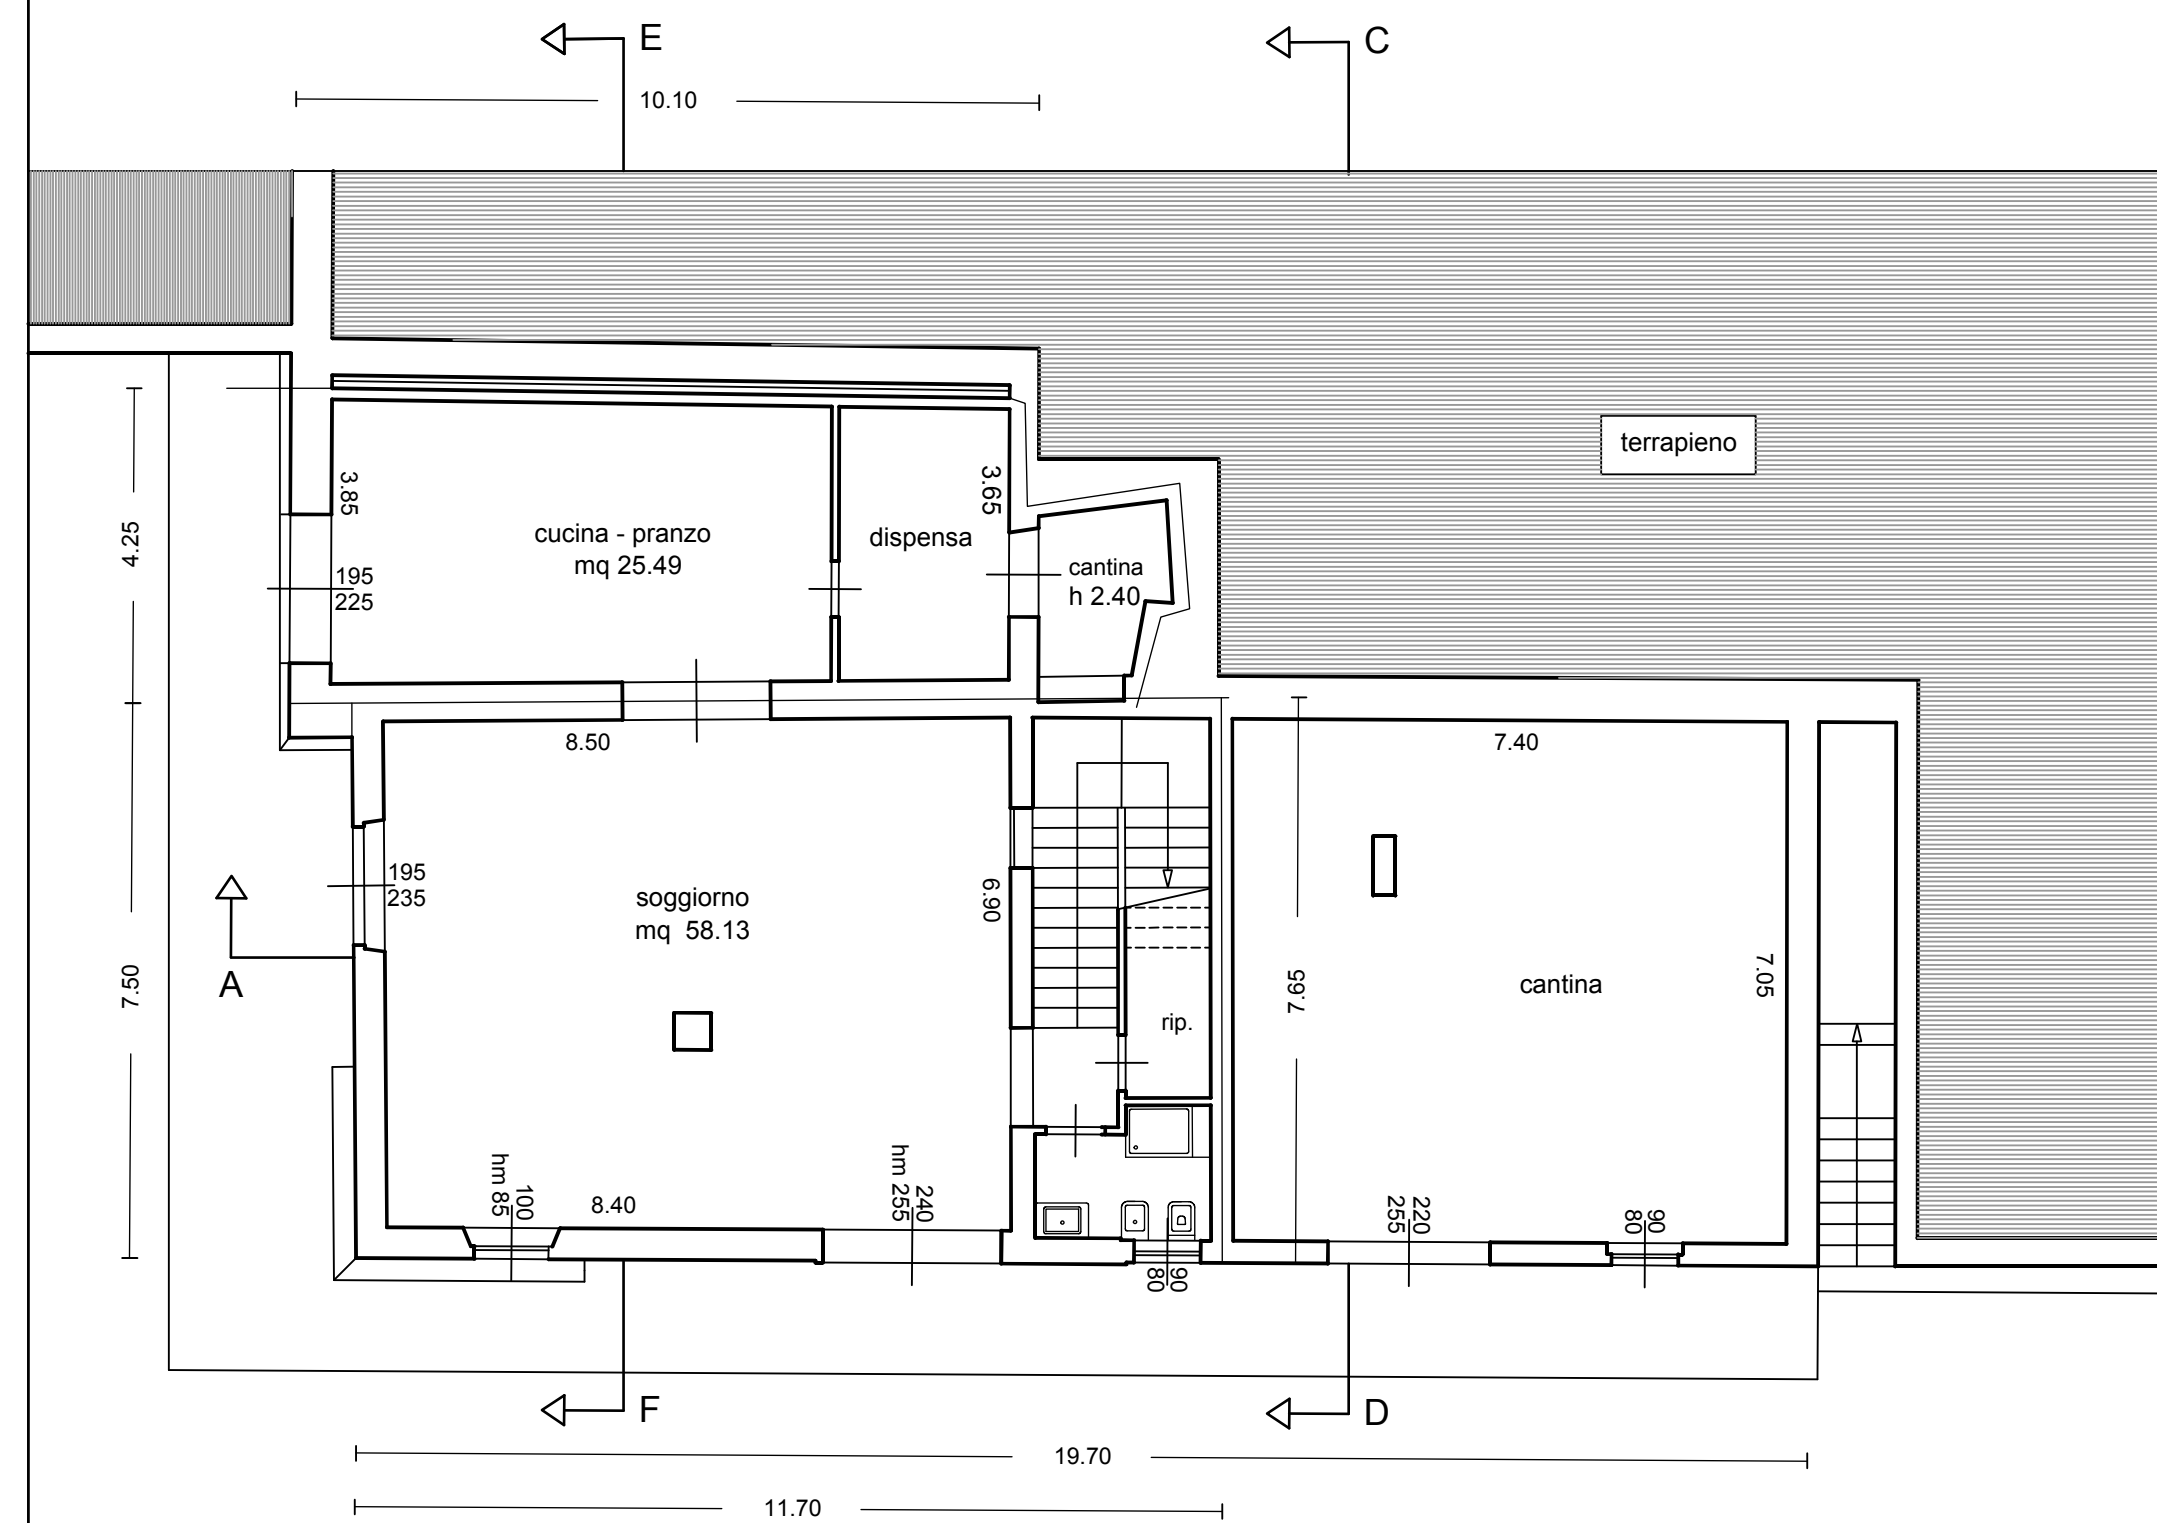 E
C
10.10
terrapieno
3.85
3.65
cucina - pranzo
mq 25.49
dispensa
4.25
cantina
h 2.40
195
225
8.50
7.40
195
235
soggiorno
mq 58.13
6.90
A
7.50
7.65
cantina
7.05
rip.
100
hm 85
8.40
240
hm 255
90
80
220
255
90
80
F
D
19.70
11.70